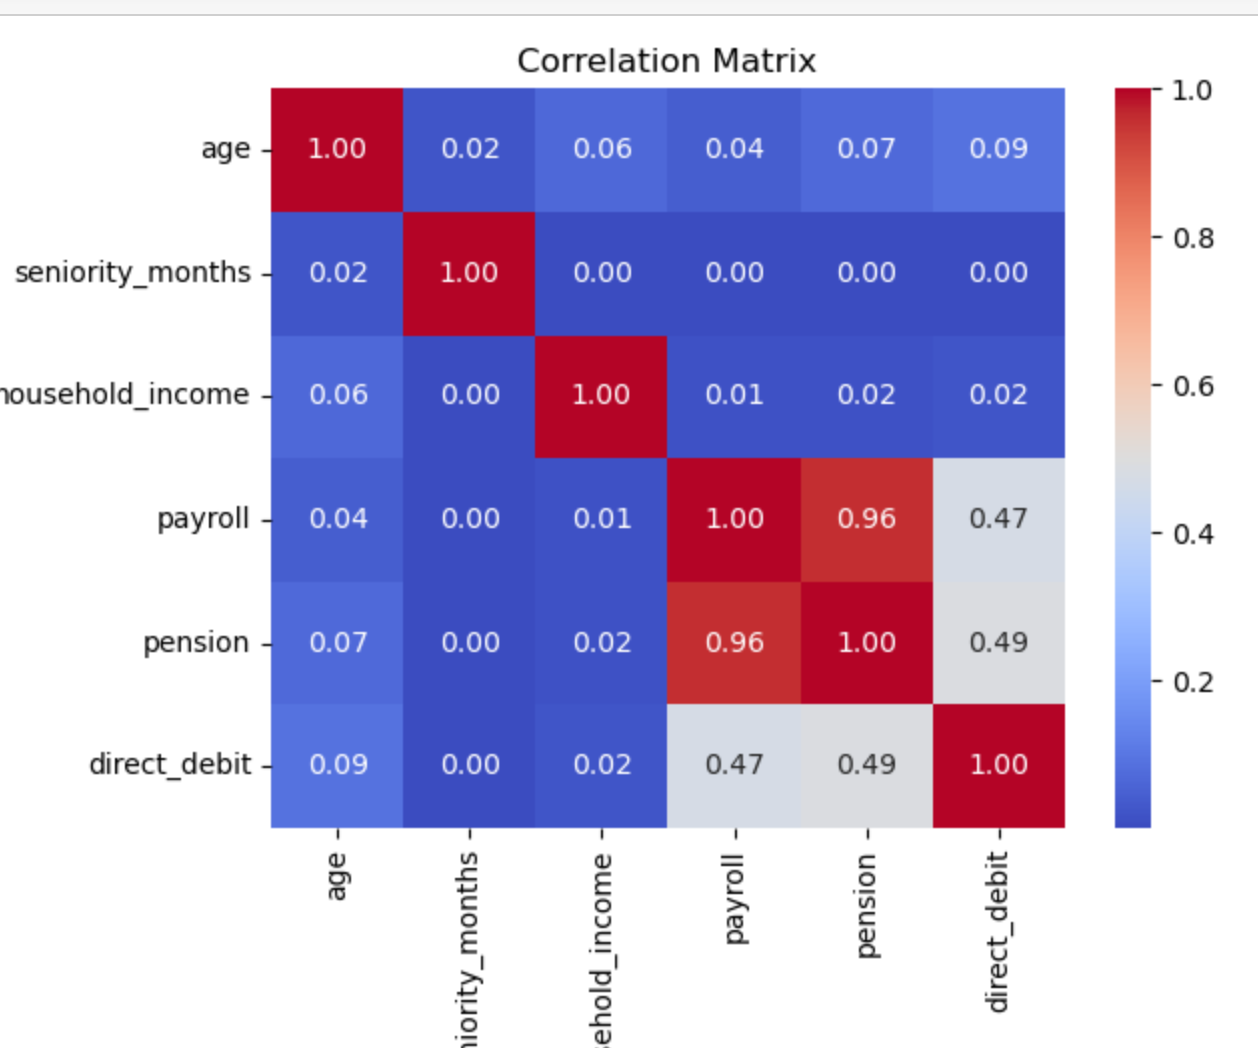 Correlation Matrix
1.0
age 1.00 0.02 0.06 0.04 0.07 0.09
0.8
seniority_months 0.02 1.00 0.00 0.00 0.00 0.00
0.6
household_income 0.06 0.00 1.00 0.01 0.02 0.02
payroll 0.04 0.00 0.01 1.00 0.96 0.47
0.4
pension 0.07 0.00 0.02 0.96 1.00 0.49
0.2
direct_debit 0.09 0.00 0.02 0.47 0.49 1.00
age
niority_months
sehold_income
payroll
pension
direct_debit